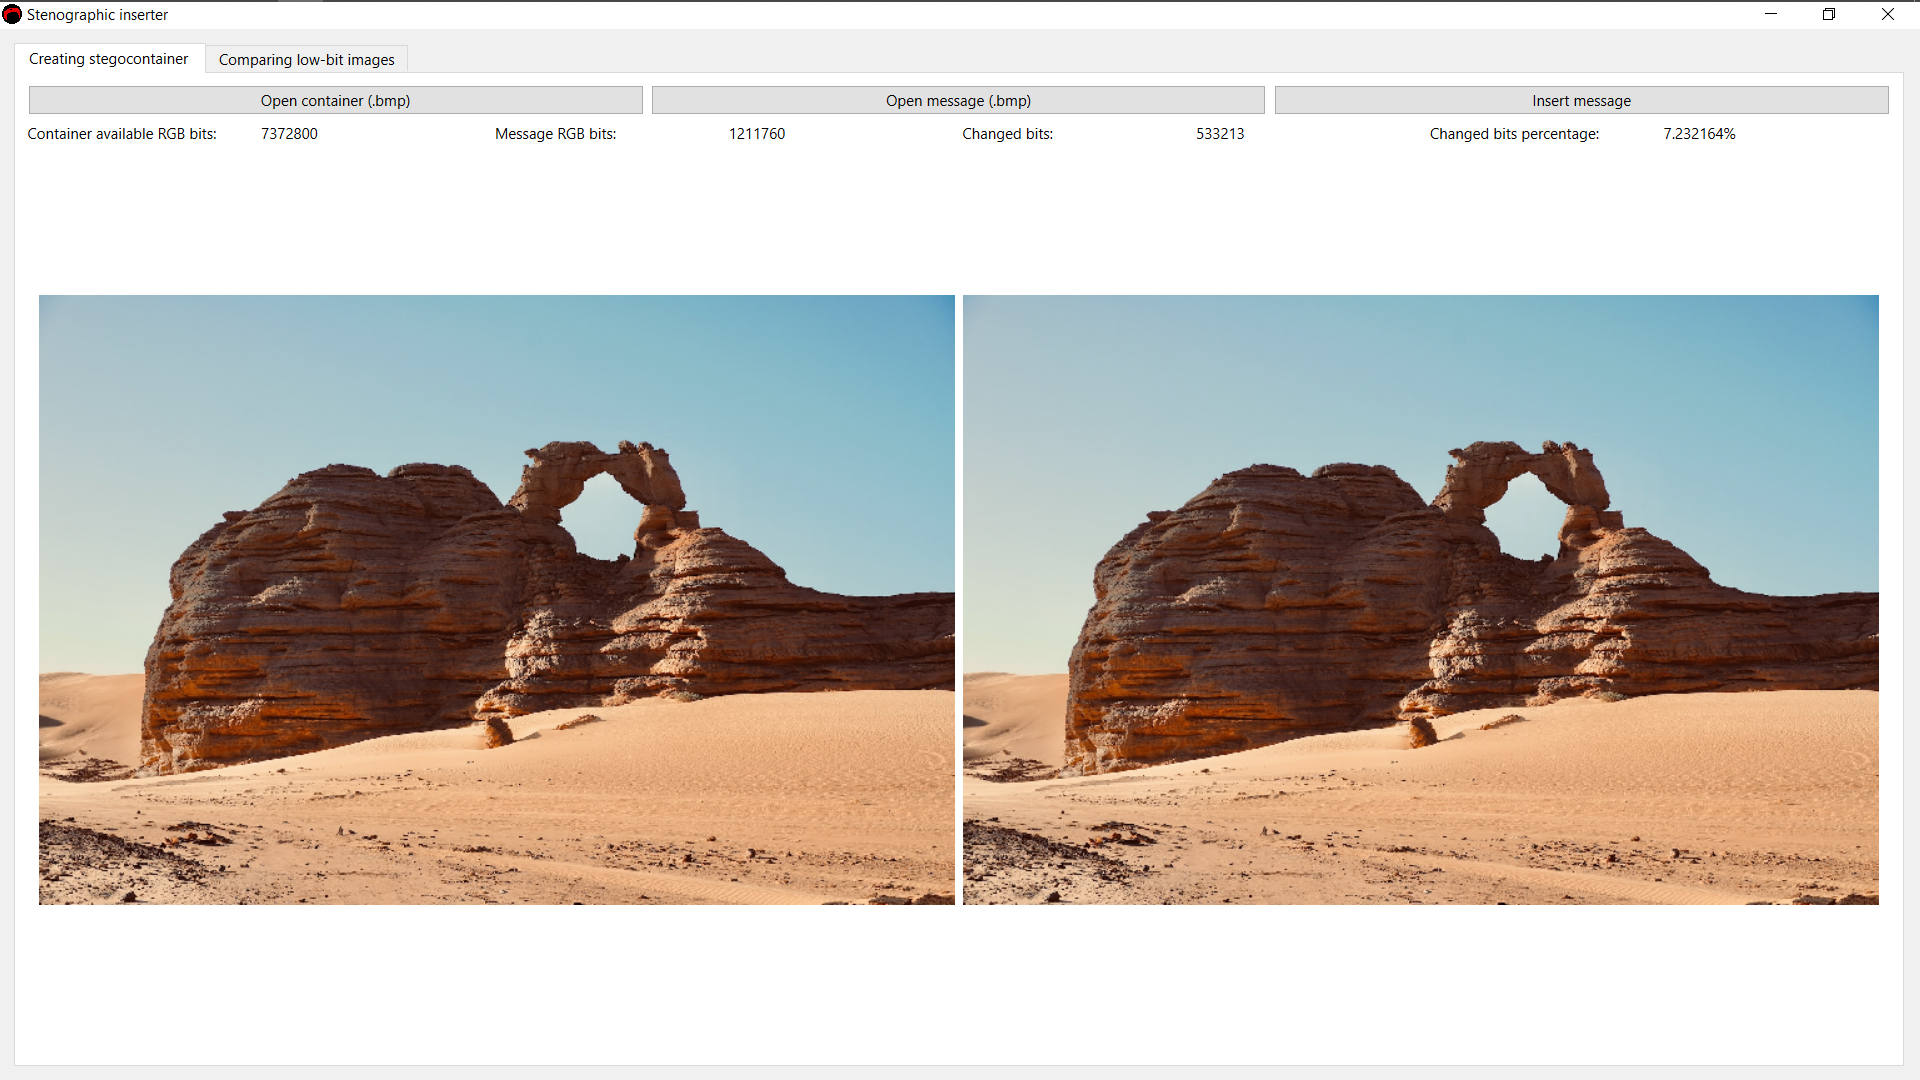 Stenographic inserter
Creating stegocontainer
Comparing low-bit images
Open container (.bmp)
Open message (.bmp)
Insert message
Container available RGB bits: 7372800
Message RGB bits: 1211760
Changed bits: 533213
Changed bits percentage: 7.232164%